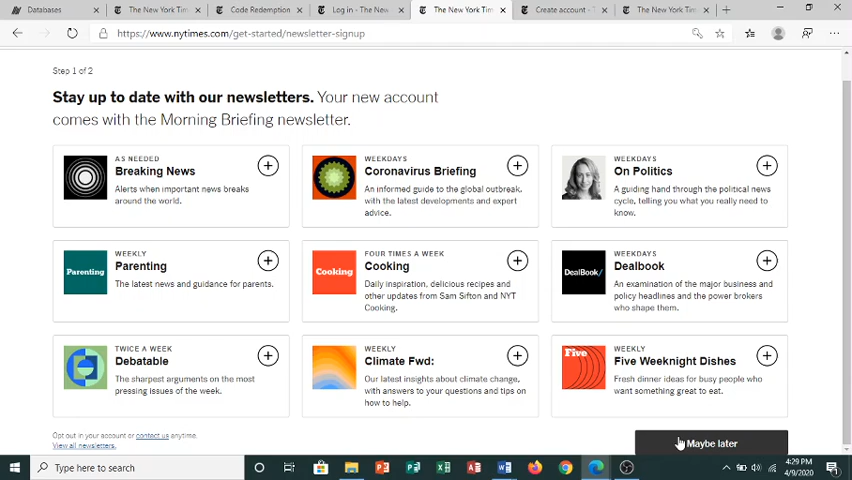 Databases
The New York Tim
Code Redemption
Log in - The New
The New York Tim
Create account - T
The New York Tim
https://www.nytimes.com/get-started/newsletter-signup
Step 1 of 2
Stay up to date with our newsletters. Your new account
comes with the Morning Briefing newsletter.
AS NEEDED
Breaking News
Alerts when important news breaks
around the world.
WEEKDAYS
Coronavirus Briefing
An informed guide to the global outbreak,
with the latest developments and expert
advice.
WEEKDAYS
On Politics
A guiding hand through the political news
cycle, telling you what you really need to
know.
Parenting
WEEKLY
Parenting
The latest news and guidance for parents.
Cooking
FOUR TIMES A WEEK
Cooking
Daily inspiration, delicious recipes and
other updates from Sam Sifton and NYT
Cooking.
DealBook/
WEEKDAYS
Dealbook
An examination of the major business and
policy headlines and the power brokers
who shape them.
TWICE A WEEK
Debatable
The sharpest arguments on the most
pressing issues of the week.
WEEKLY
Climate Fwd:
Our latest insights about climate change,
with answers to your questions and tips on
how to help.
Five
WEEKLY
Five Weeknight Dishes
Fresh dinner ideas for busy people who
want something great to eat.
Opt out in your account or contact us anytime.
View all newsletters.
Maybe later
Type here to search
4:29 PM
4/9/2020